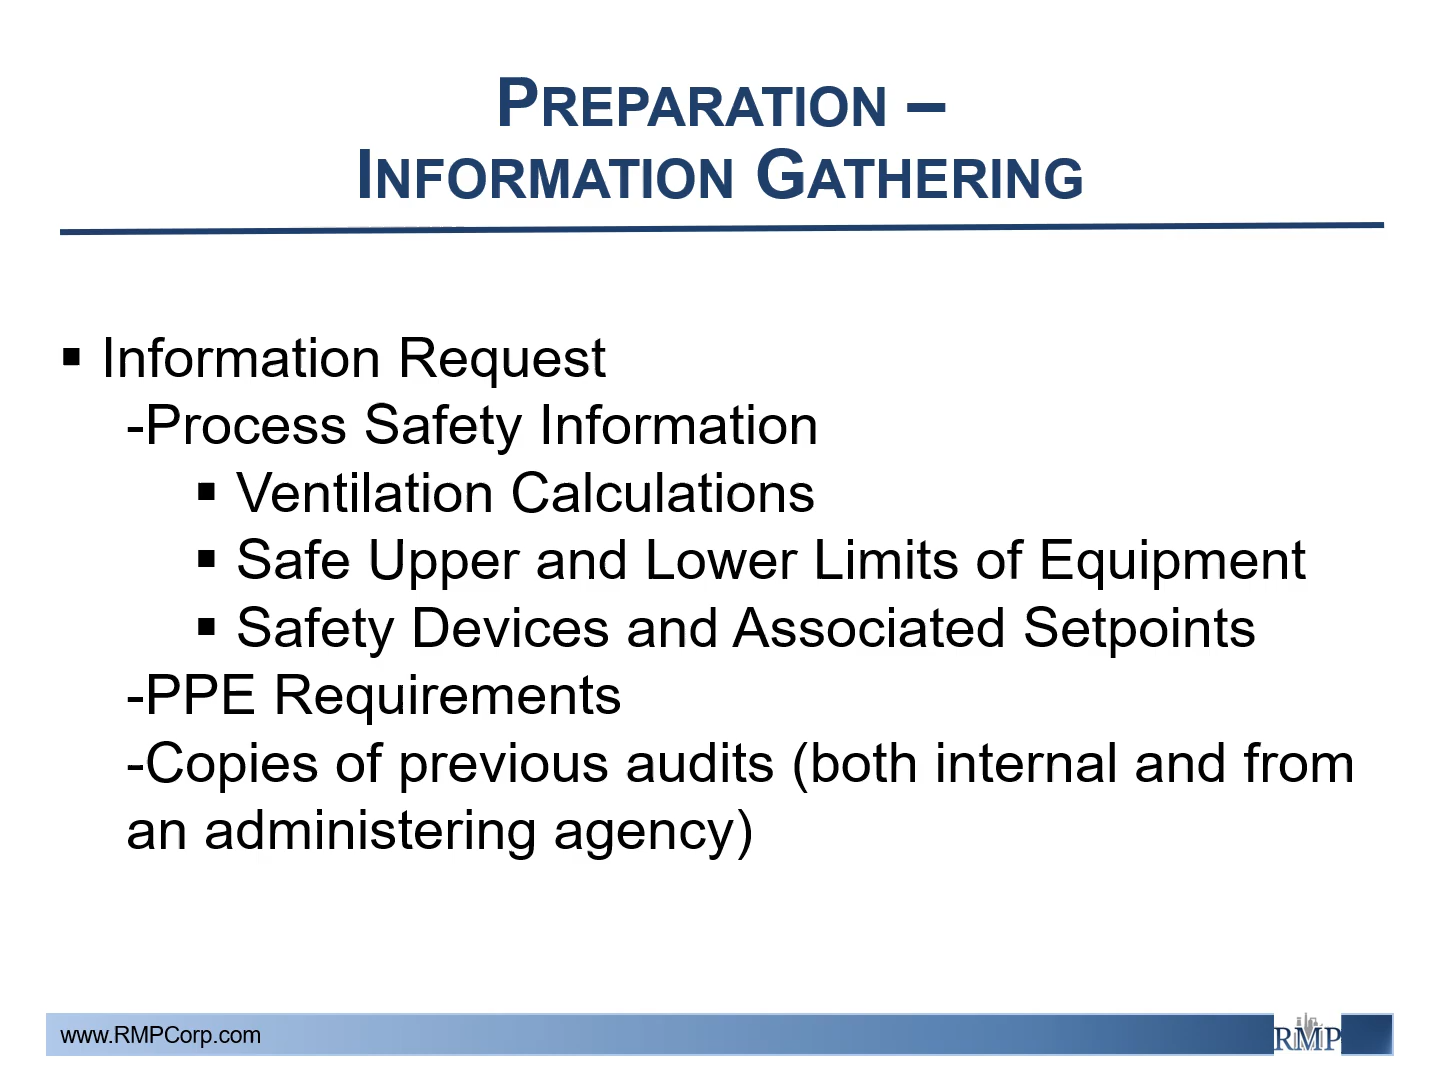 PREPARATION –
INFORMATION GATHERING
▪ Information Request
-Process Safety Information
▪ Ventilation Calculations
▪ Safe Upper and Lower Limits of Equipment
▪ Safety Devices and Associated Setpoints
-PPE Requirements
-Copies of previous audits (both internal and from
an administering agency)
www.RMPCorp.com
RMP